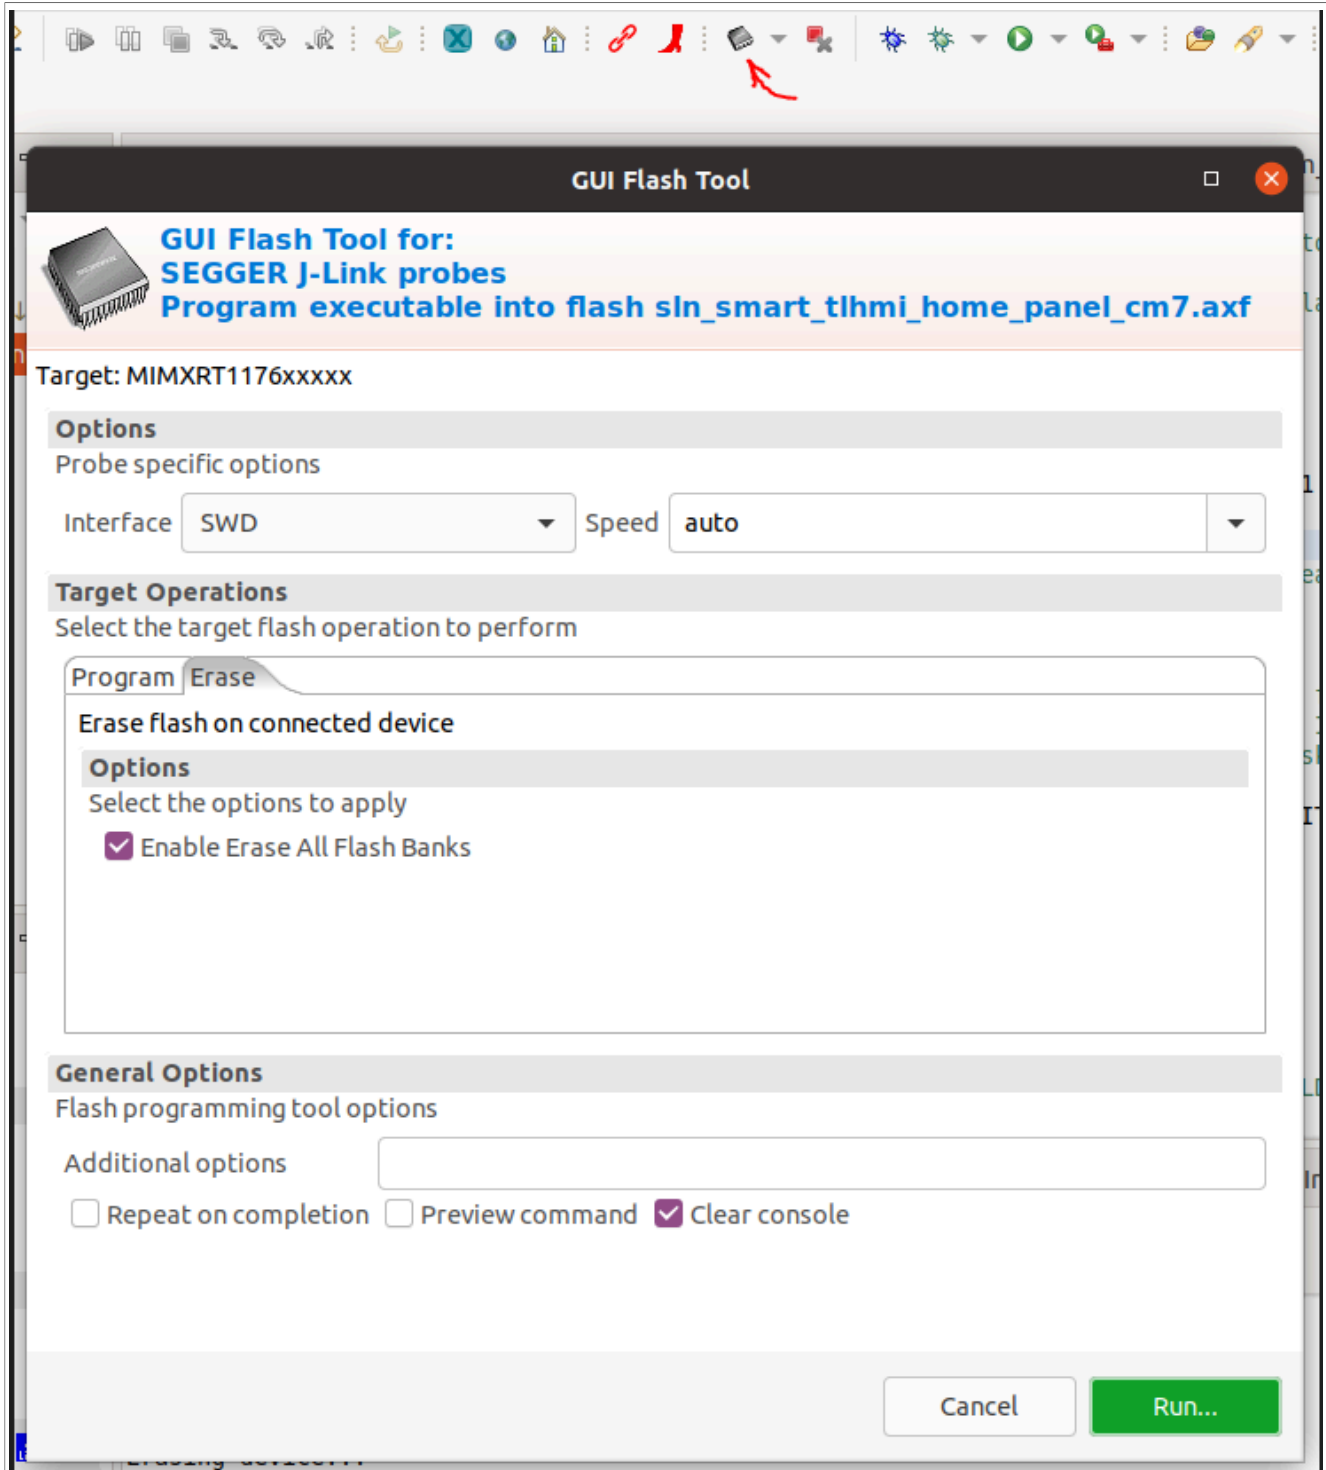 GUI Flash Tool
GUI Flash Tool for:
SEGGER J-Link probes
Program executable into flash sln_smart_tlhmi_home_panel_cm7.axf
Target: MIMXRT1176xxxxx
Options
Probe specific options
Interface SWD Speed auto
Target Operations
Select the target flash operation to perform
Program Erase
Erase flash on connected device
Options
Select the options to apply
Enable Erase All Flash Banks
General Options
Flash programming tool options
Additional options
Repeat on completion Preview command Clear console
Cancel Run...
Erasing device...